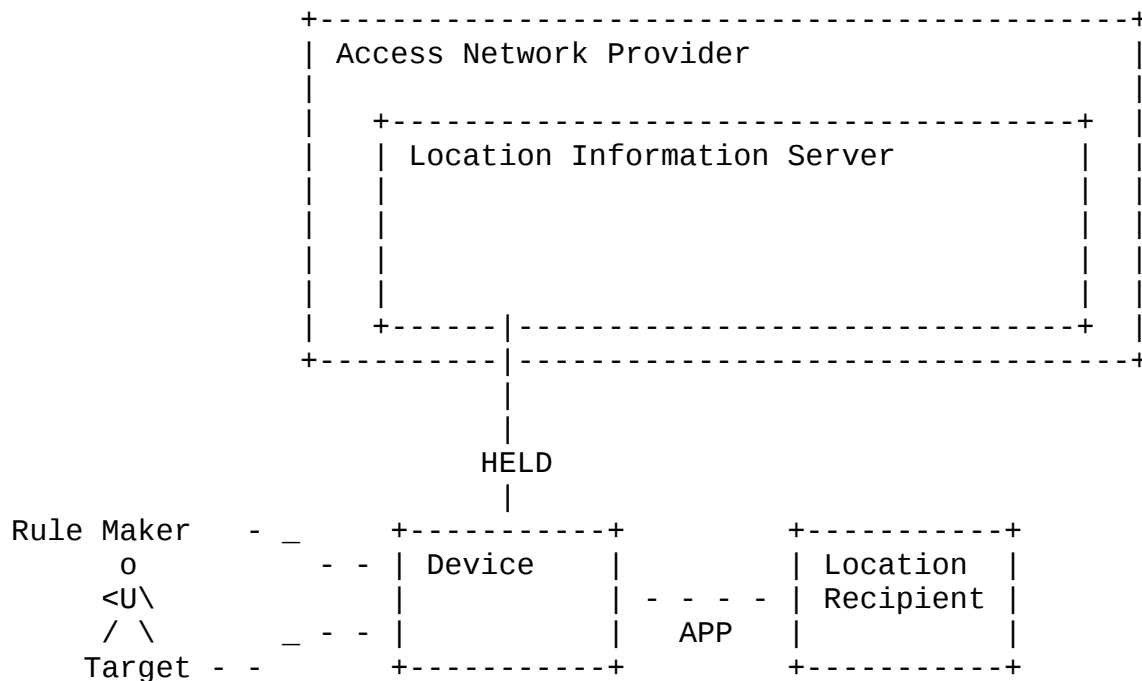 Access Network Provider
Location Information Server
HELD
Rule Maker
Device
Location
Recipient
APP
Target